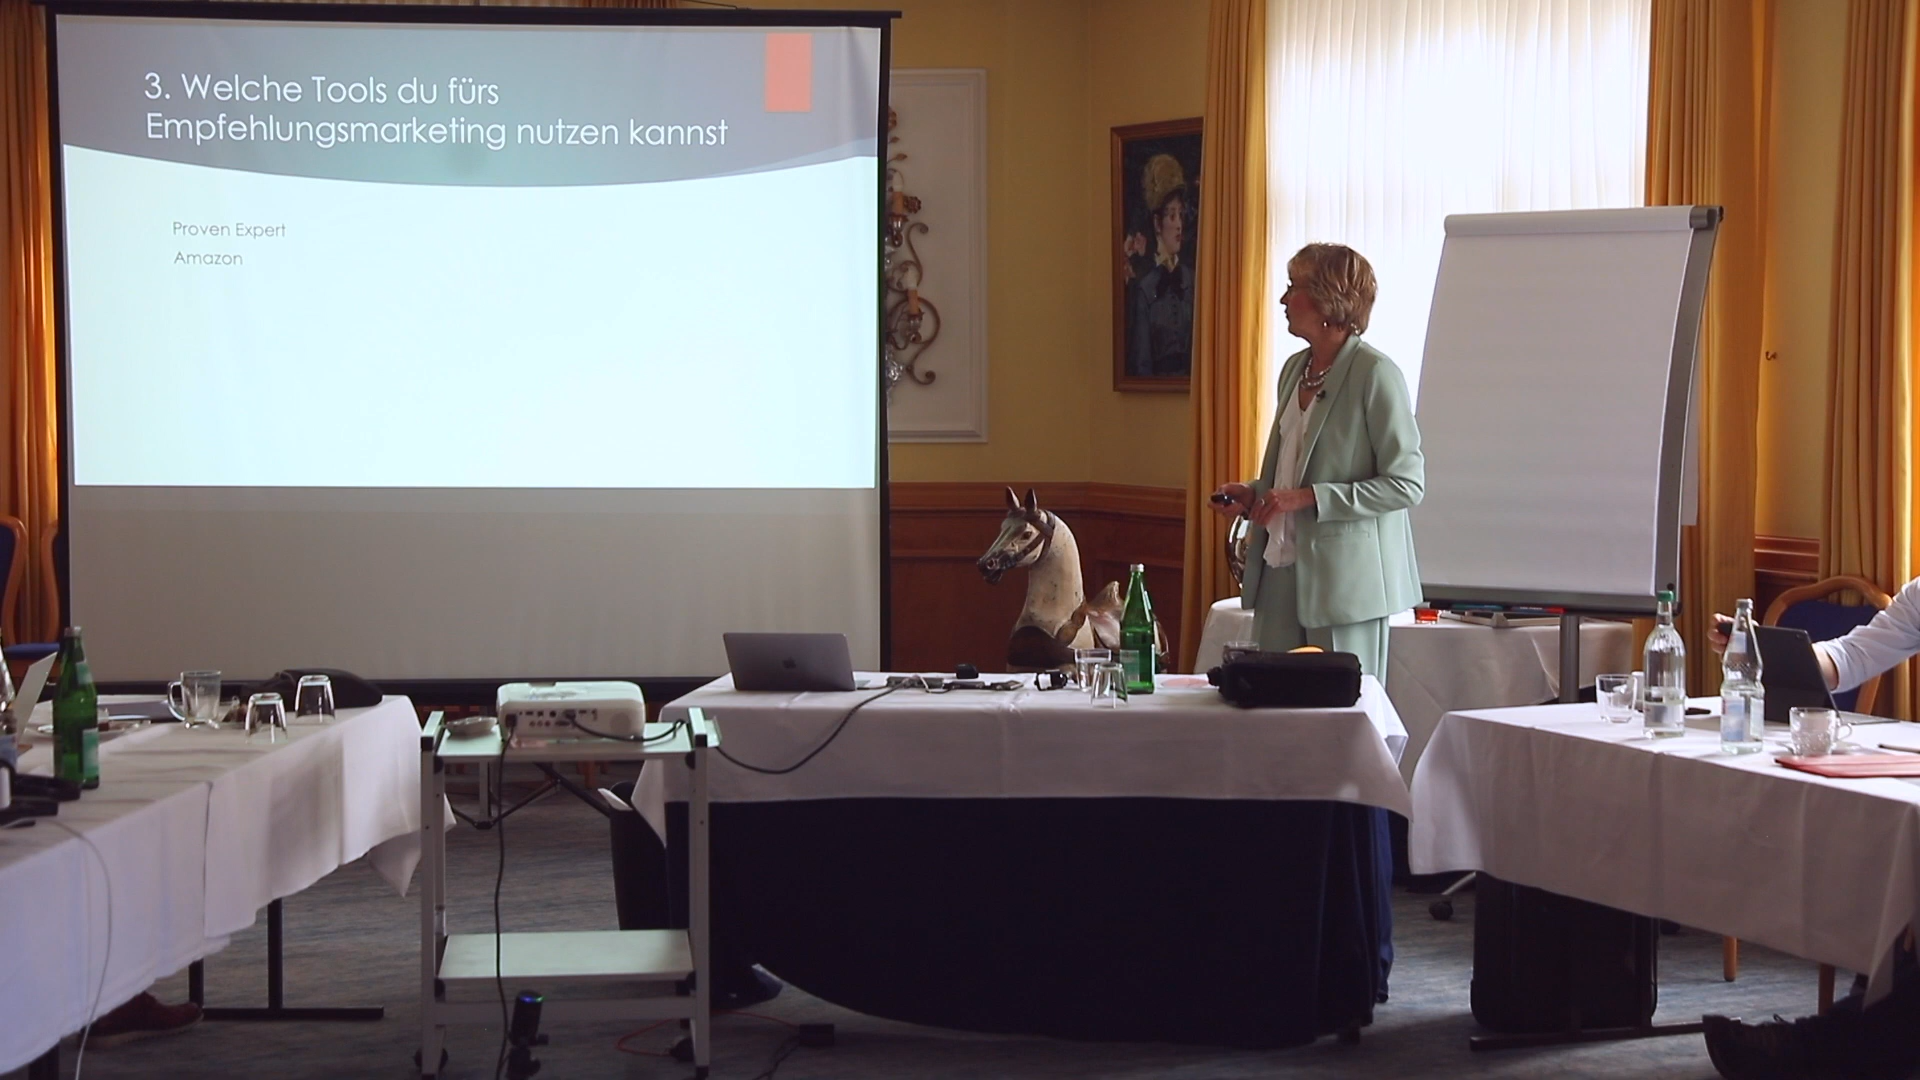 3. Welche Tools du fürs
Empfehlungsmarketing nutzen kannst
Proven Expert
Amazon